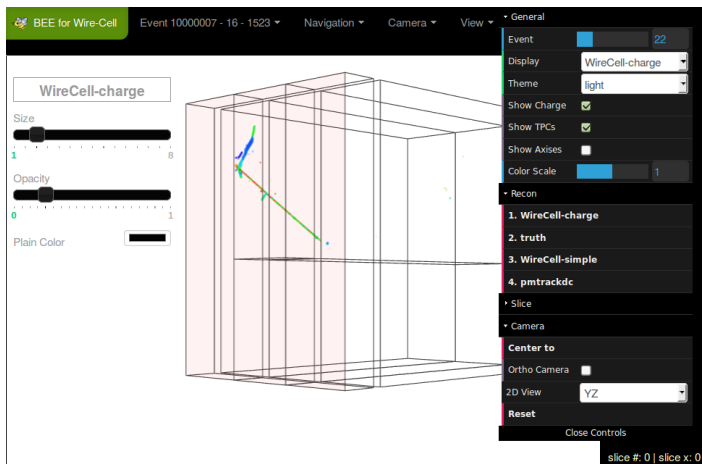 BEE for Wire-Cell Event 10000007 - 16 - 1523 Navigation Camera View
WireCell-charge
Size
1 8
Opacity
0 1
Plain Color
General
Event 22
Display WireCell-charge
Theme light
Show Charge
Show TPCs
Show Axises
Color Scale 1
Recon
1. WireCell-charge
2. truth
3. WireCell-simple
4. pmtrackdc
Slice
Camera
Center to
Ortho Camera
2D View YZ
Reset
Close Controls
slice #: 0 | slice x: 0